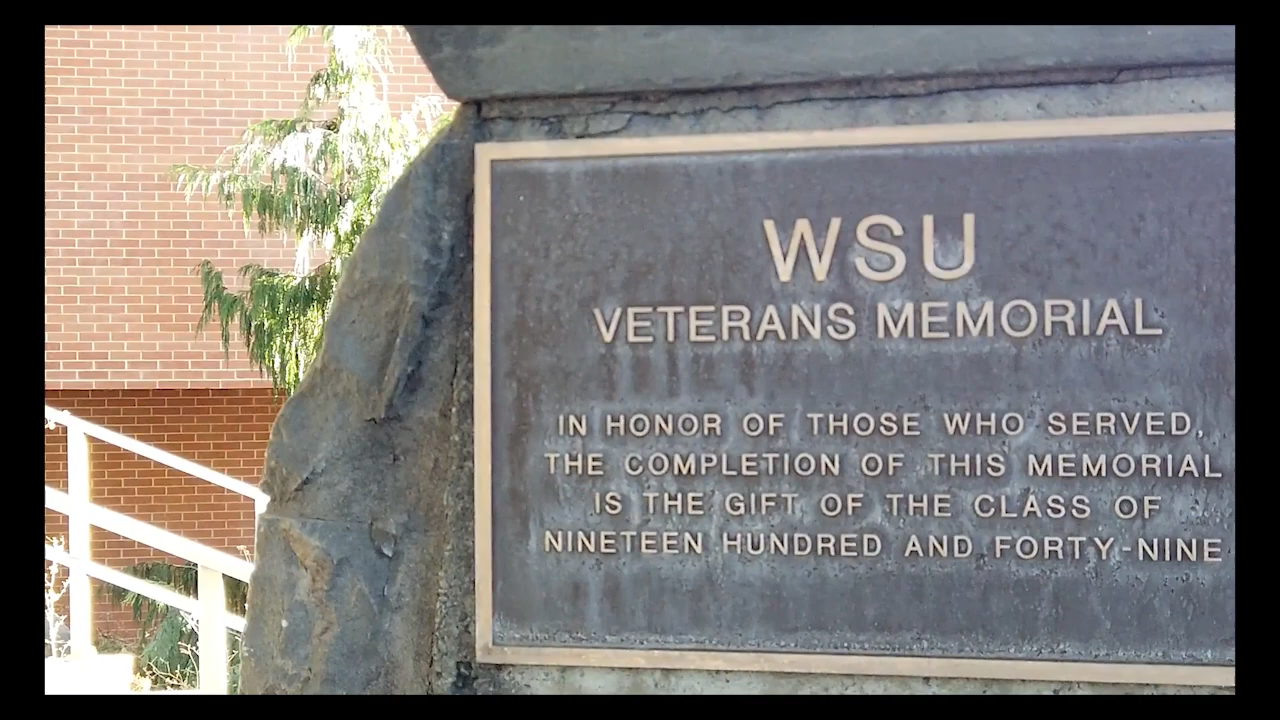 WSU
VETERANS MEMORIAL
IN HONOR OF THOSE WHO SERVED,
THE COMPLETION OF THIS MEMORIAL
IS THE GIFT OF THE CLASS OF
NINETEEN HUNDRED AND FORTY-NINE